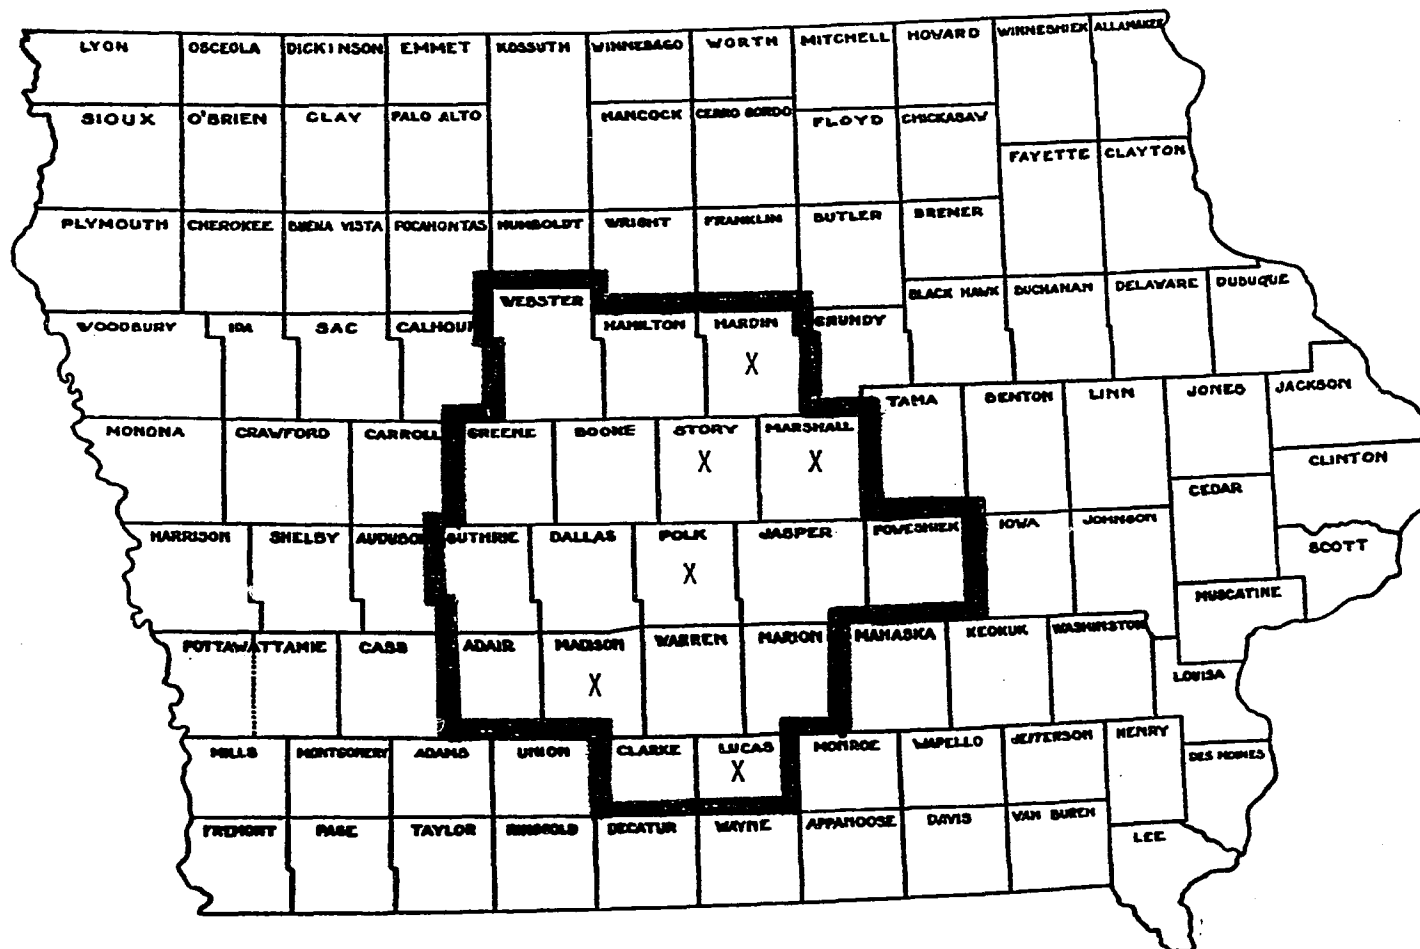 LYON OSCEOLA DICKINSON EMMET KOSSUTH WINNEBAGO WORTH MITCHELL HOWARD WINNESHIEK ALLAMAKEE
SIOUX O'BRIEN CLAY PALO ALTO HANCOCK CERRO GORDO FLOYD CHICKASAW
FAYETTE CLAYTON
PLYMOUTH CHEROKEE BUENA VISTA POCAHONTAS HUMBOLDT WRIGHT FRANKLIN BUTLER BREMER
WOODBURY IDA SAC CALHOUN WEBSTER HAMILTON HARDIN GRUNDY BLACK HAWK BUCHANAN DELAWARE DUBUQUE
X
MONONA CRAWFORD CARROLL GREENE BOONE STORY MARSHALL TAMA BENTON LINN JONES JACKSON
X X
CLINTON
CEDAR
HARRISON SHELBY AUDUBON GUTHRIE DALLAS POLK JASPER POWESHIEK IOWA JOHNSON SCOTT
X
MUSCATINE
POTTAWATTAMIE CASS ADAIR MADISON WARREN MARION MAHASKA KEOKUK WASHINGTON
X
LOUISA
MILLS MONTGOMERY ADAMS UNION CLARKE LUCAS MONROE WAPELLO JEFFERSON HENRY DES MOINES
X
FREMONT PAGE TAYLOR RINGGOLD DECATUR WAYNE APPANOOSE DAVIS VAN BUREN LEE